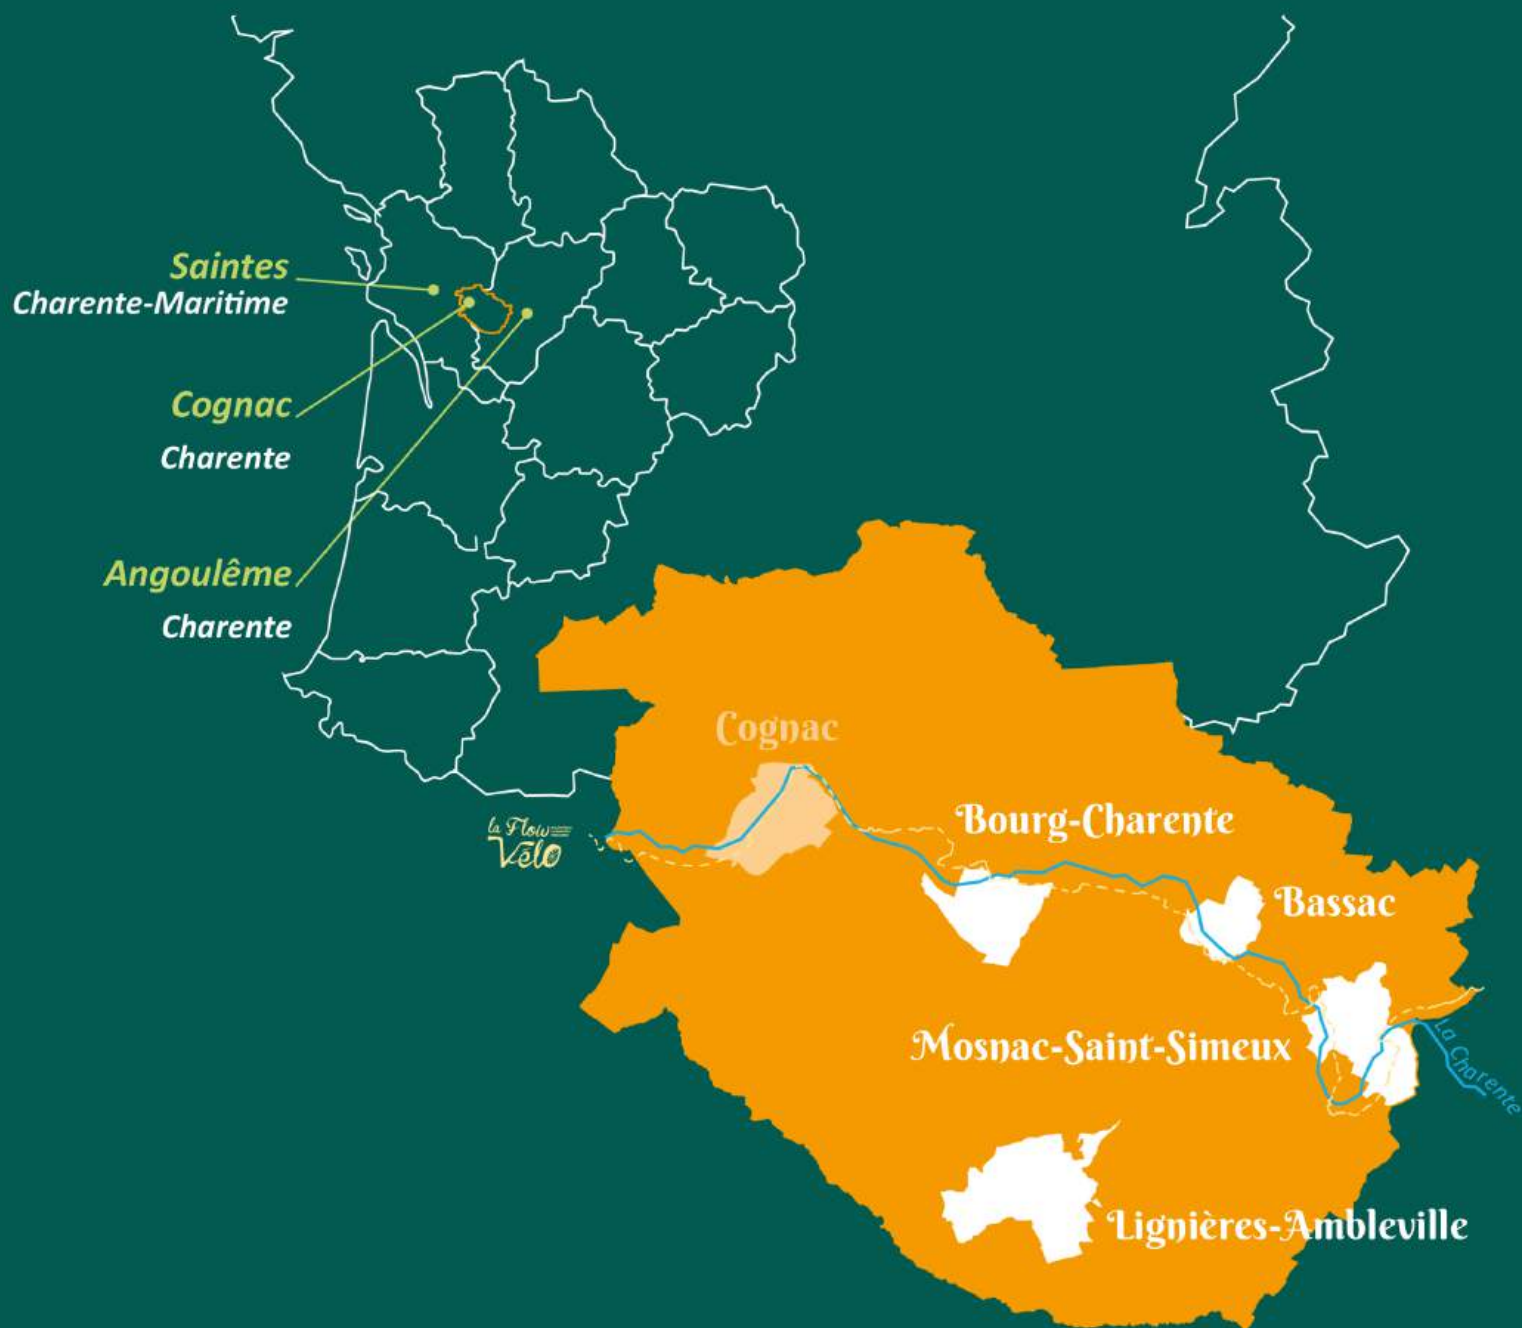 Saintes
Charente-Maritime
Cognac
Charente
Angoulême
Charente
Cognac
la Flow
Vélo
Bourg-Charente
Bassac
Mosnac-Saint-Simeux
La Charente
Lignières-Ambleville